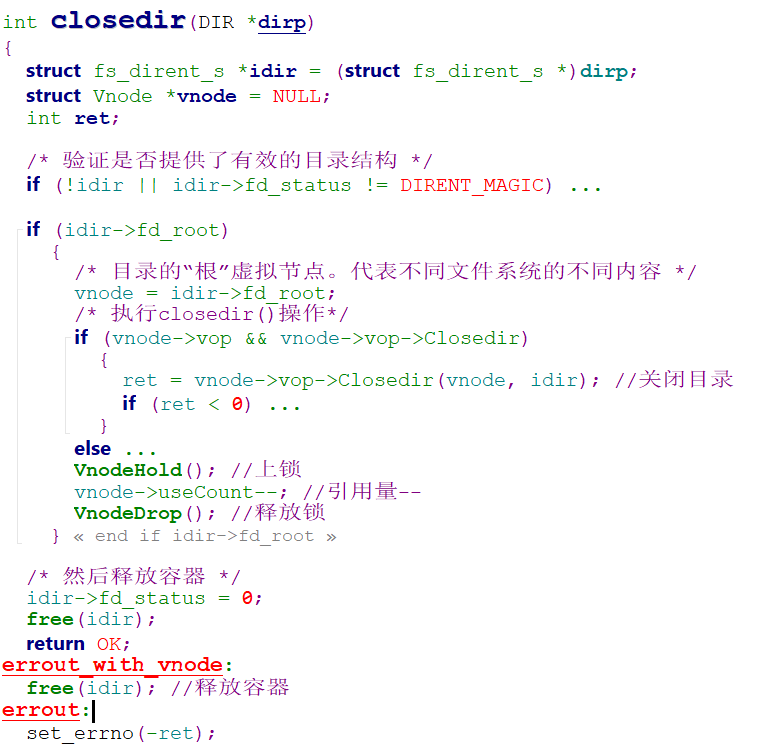 int closedir(DIR *dirp)
{
struct fs_dirent_s *idir = (struct fs_dirent_s *)dirp;
struct Vnode *vnode = NULL;
int ret;
/* 验证是否提供了有效的目录结构 */
if (!idir || idir->fd_status != DIRENT_MAGIC) ...
if (idir->fd_root)
{
/* 目录的“根”虚拟节点。代表不同文件系统的不同内容 */
vnode = idir->fd_root;
/* 执行closedir()操作*/
if (vnode->vop && vnode->vop->Closedir)
{
ret = vnode->vop->Closedir(vnode, idir); //关闭目录
if (ret < 0) ...
}
else ...
VnodeHold(); //上锁
vnode->useCount--; //引用量--
VnodeDrop(); //释放锁
} « end if idir->fd_root »
/* 然后释放容器 */
idir->fd_status = 0;
free(idir);
return OK;
errout_with_vnode:
free(idir); //释放容器
errout:
set_errno(-ret);